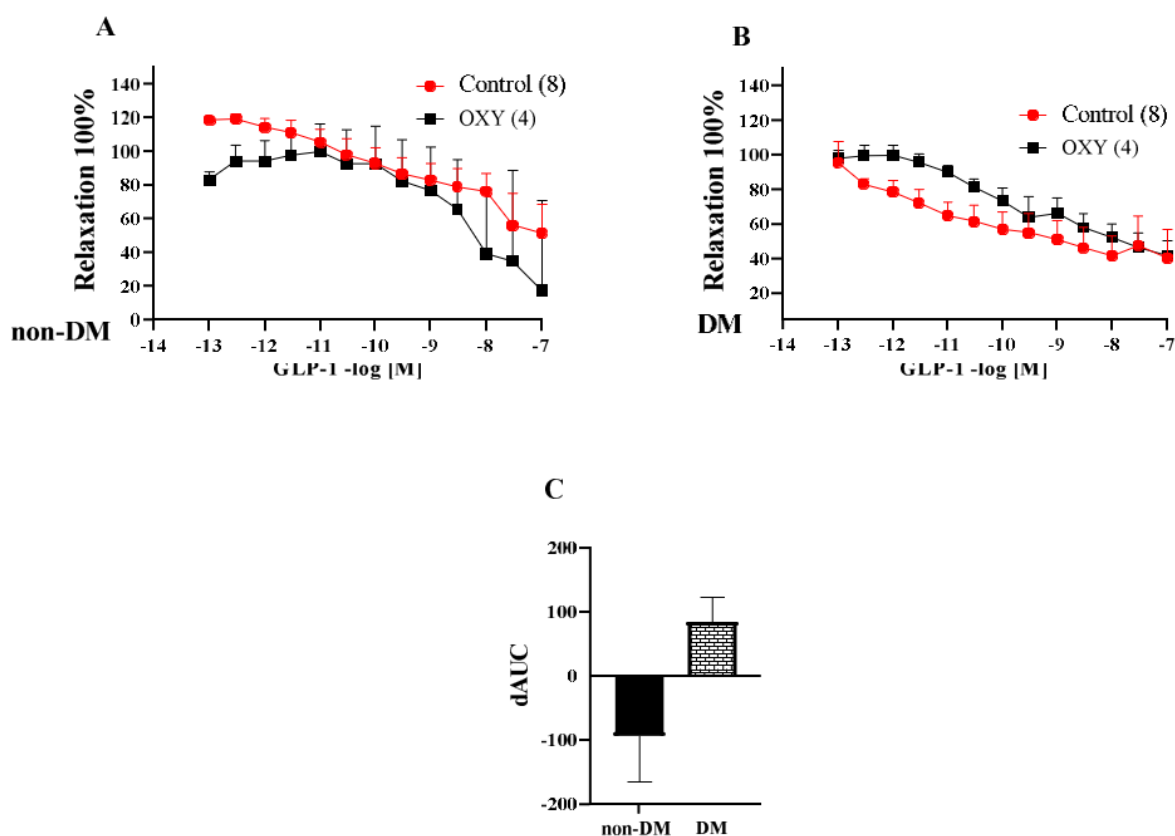 A
Relaxation 100%
140
120
100
80
60
40
20
0
Control (8)
OXY (4)
non-DM
-14 -13 -12 -11 -10 -9 -8 -7
GLP-1 -log [M]
B
Relaxation 100%
140
120
100
80
60
40
20
Control (8)
OXY (4)
DM
-14 -13 -12 -11 -10 -9 -8 -7
GLP-1 -log [M]
C
dAUC
200
100
0
-100
-200
non-DM DM